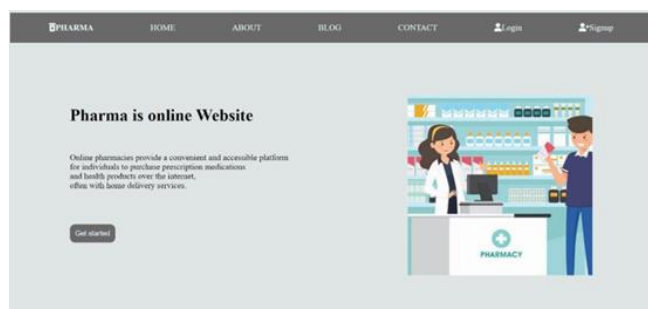 PHARMA HOME ABOUT BLOG CONTACT Login Signup
Pharma is online Website
Online pharmacies provide a convenient and accessible platform
for individuals to purchase prescription medications
and health products over the internet,
often with home delivery services.
Get started
PHARMACY